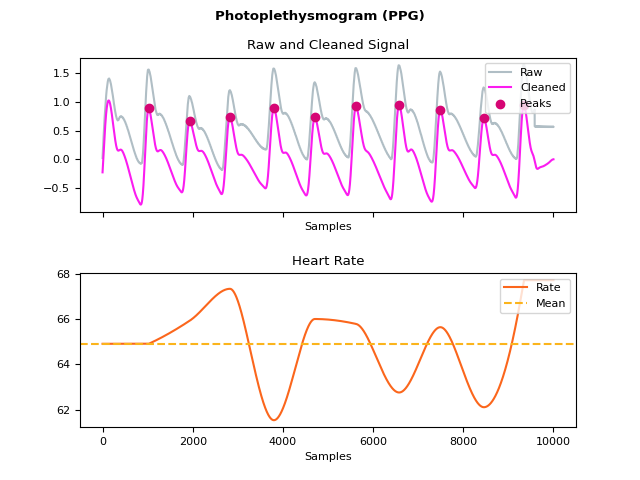 Photoplethysmogram (PPG)
Raw and Cleaned Signal
1.5
1.0
0.5
0.0
−0.5
Raw
Cleaned
Peaks
Samples
Heart Rate
68
66
64
62
Rate
Mean
0 2000 4000 6000 8000 10000
Samples